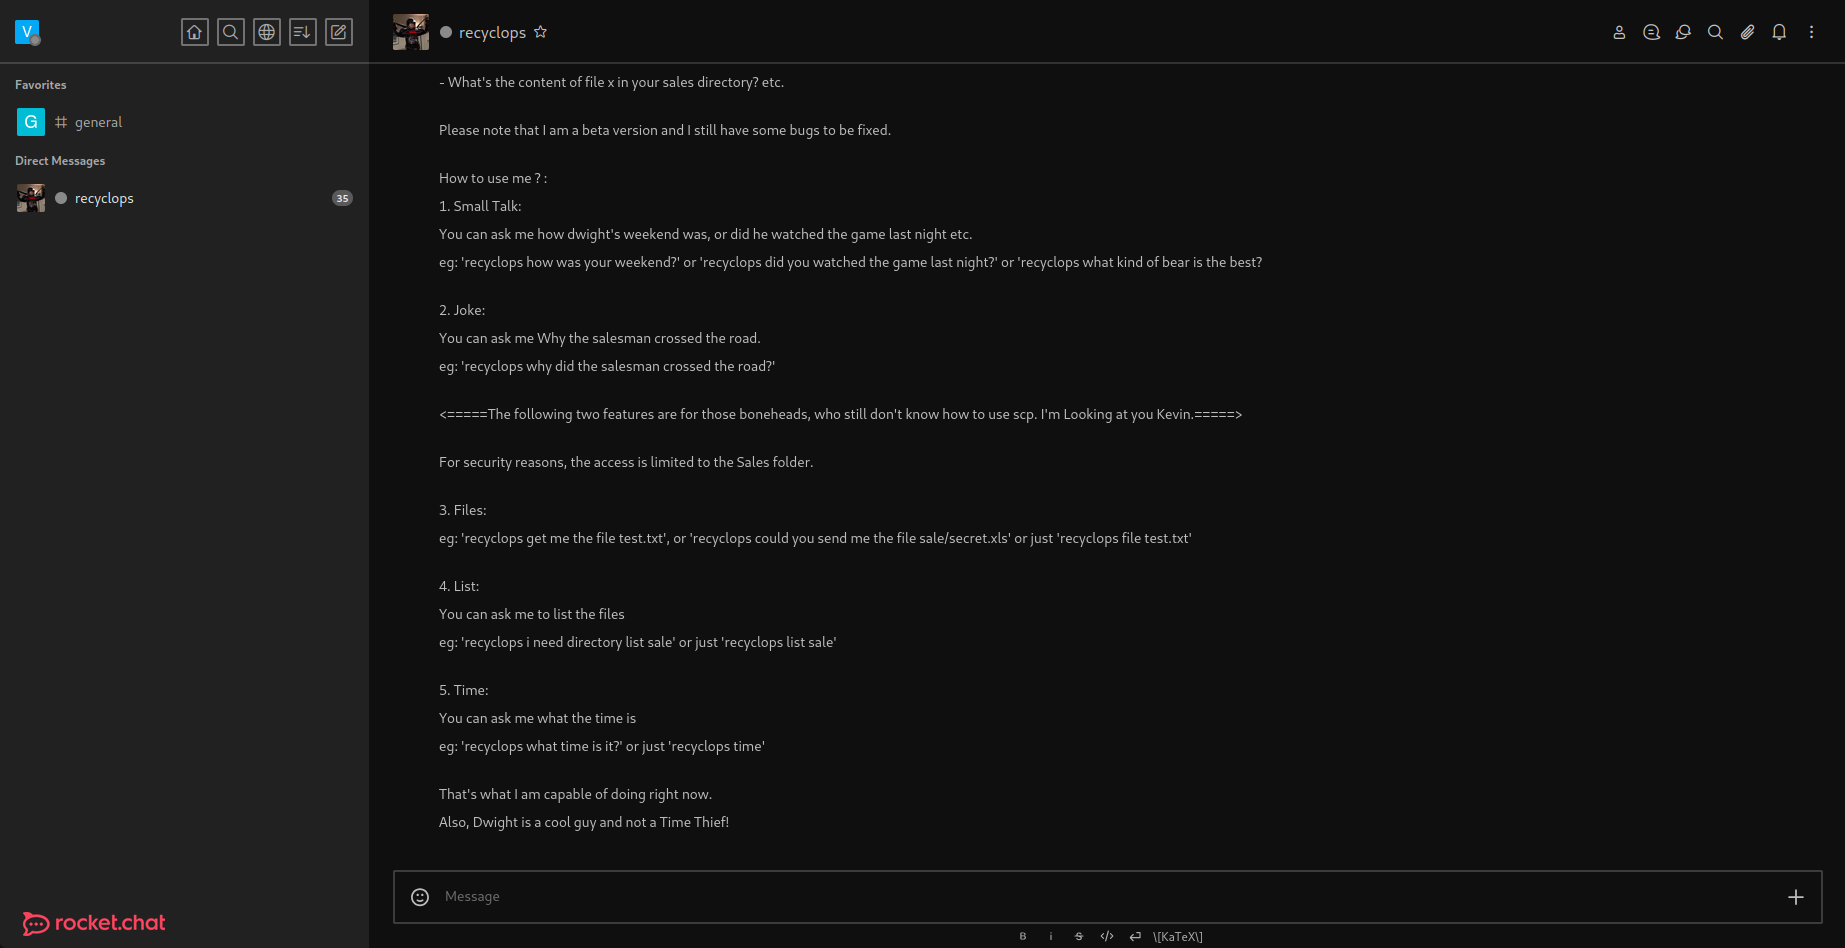 V
recyclops
Favorites
G general
Direct Messages
recyclops 35
- What's the content of file x in your sales directory? etc.
Please note that I am a beta version and I still have some bugs to be fixed.
How to use me ? :
1. Small Talk:
You can ask me how dwight's weekend was, or did he watched the game last night etc.
eg: 'recyclops how was your weekend?' or 'recyclops did you watched the game last night?' or 'recyclops what kind of bear is the best?
2. Joke:
You can ask me Why the salesman crossed the road.
eg: 'recyclops why did the salesman crossed the road?'
<=====The following two features are for those boneheads, who still don't know how to use scp. I'm Looking at you Kevin.=====>
For security reasons, the access is limited to the Sales folder.
3. Files:
eg: 'recyclops get me the file test.txt', or 'recyclops could you send me the file sale/secret.xls' or just 'recyclops file test.txt'
4. List:
You can ask me to list the files
eg: 'recyclops i need directory list sale' or just 'recyclops list sale'
5. Time:
You can ask me what the time is
eg: 'recyclops what time is it?' or just 'recyclops time'
That's what I am capable of doing right now.
Also, Dwight is a cool guy and not a Time Thief!
Message
rocket.chat
B i S </> \[KaTeX\]